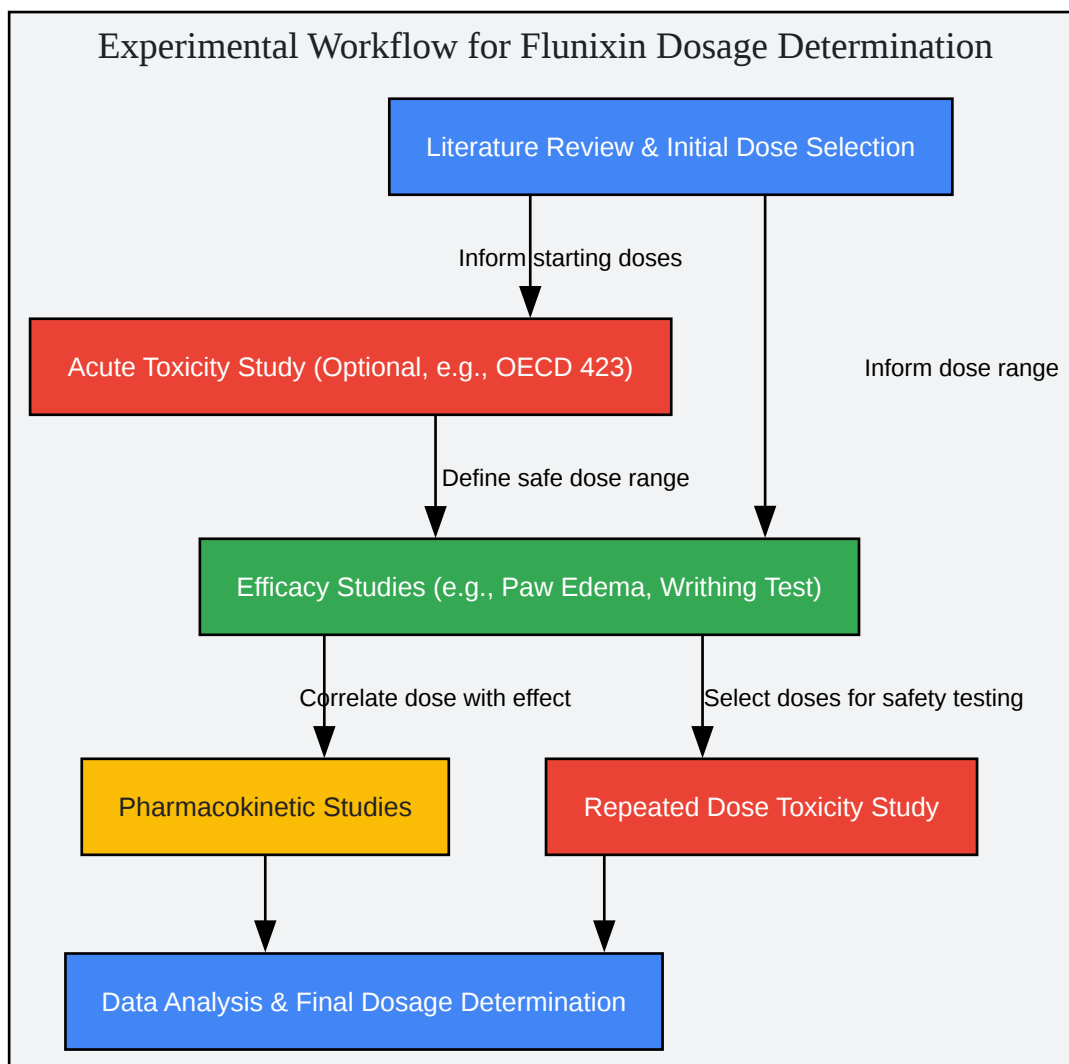 Experimental Workflow for Flunixin Dosage Determination
Literature Review & Initial Dose Selection
Inform starting doses
Acute Toxicity Study (Optional, e.g., OECD 423)
Inform dose range
Define safe dose range
Efficacy Studies (e.g., Paw Edema, Writhing Test)
Correlate dose with effect
Select doses for safety testing
Pharmacokinetic Studies
Repeated Dose Toxicity Study
Data Analysis & Final Dosage Determination